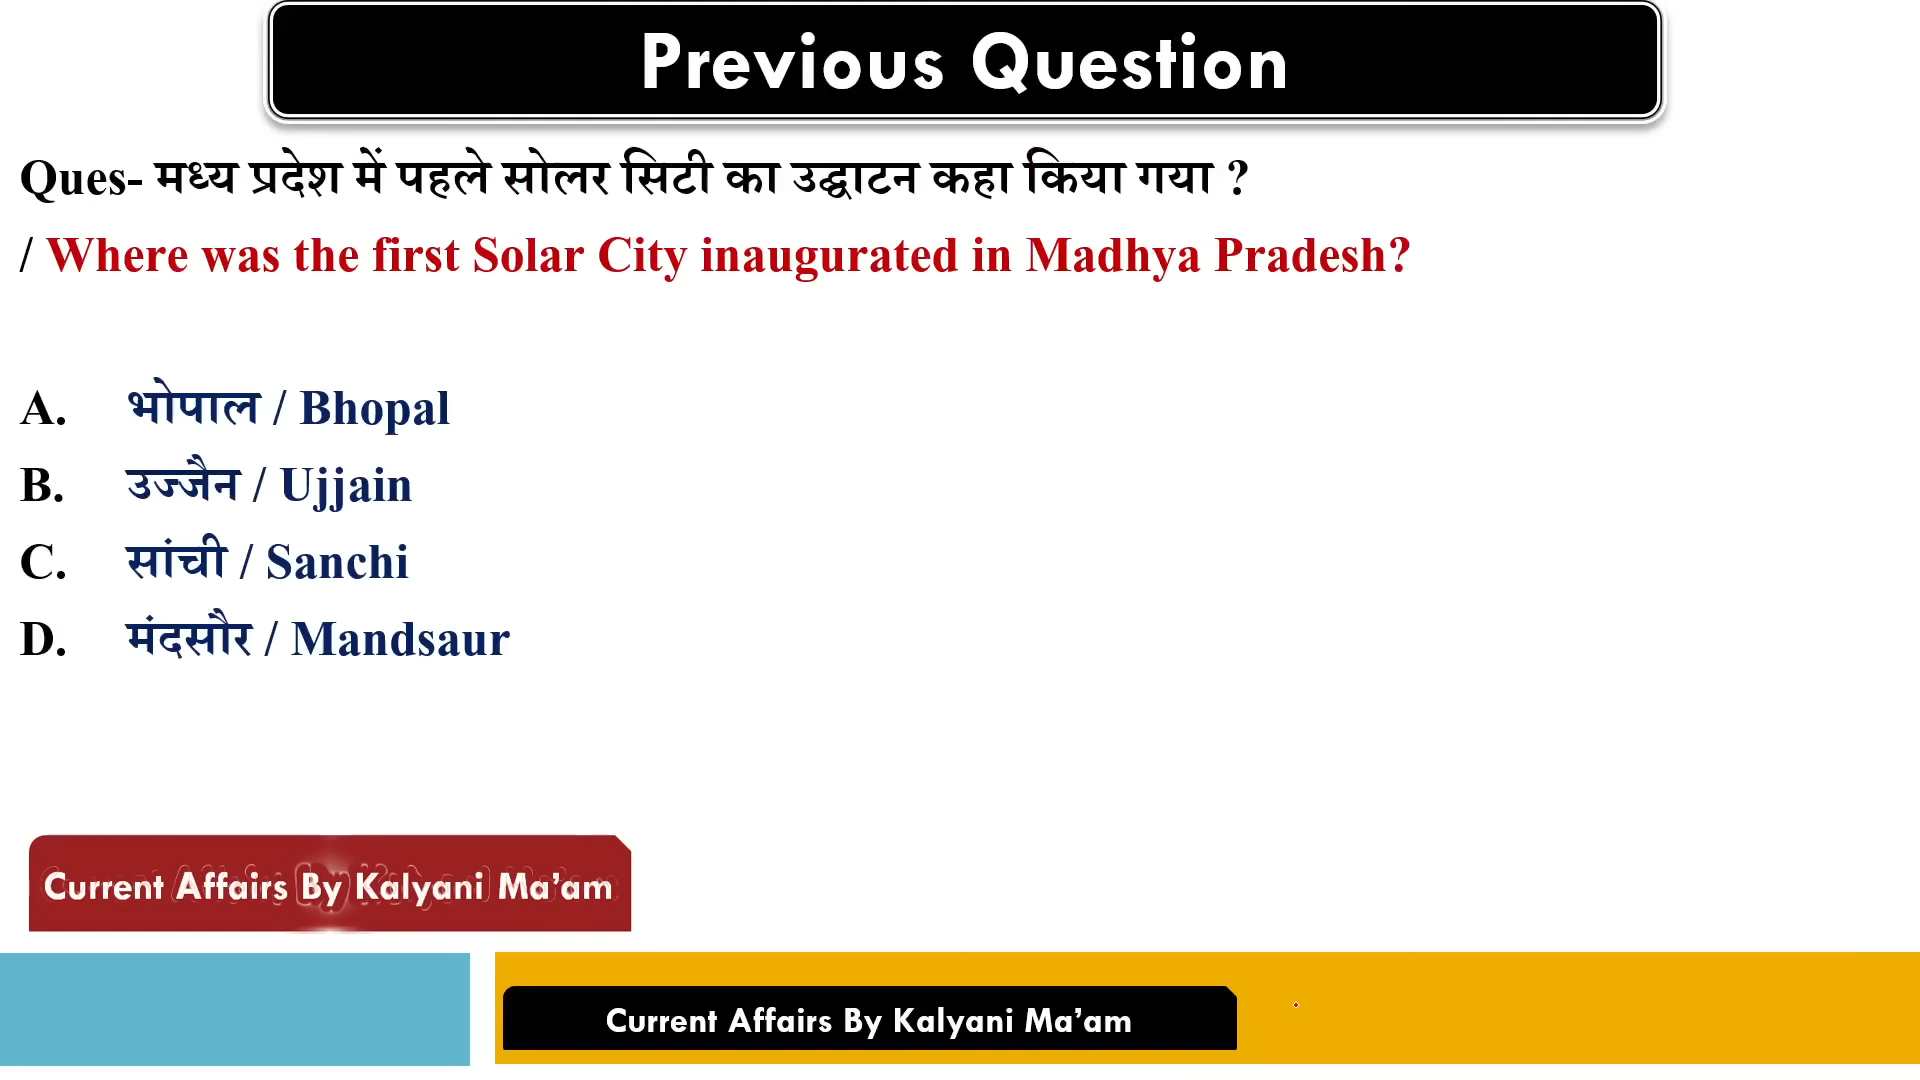 Previous Question
Ques- मध्य प्रदेश में पहले सोलर सिटी का उद्घाटन कहा किया गया ?
/ Where was the first Solar City inaugurated in Madhya Pradesh?
A. भोपाल / Bhopal
B. उज्जैन / Ujjain
C. सांची / Sanchi
D. मंदसौर / Mandsaur
Current Affairs By Kalyani Ma’am
Current Affairs By Kalyani Ma’am